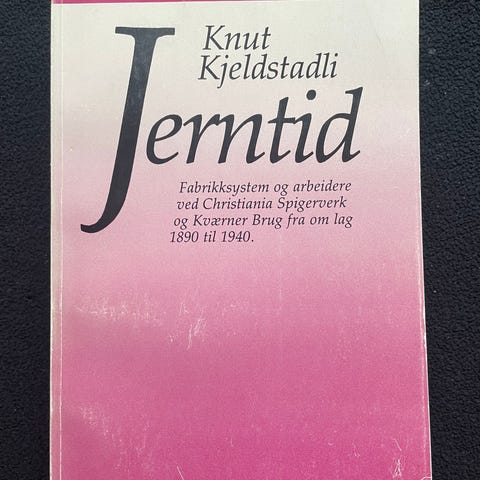 Knut
Kjeldstadli
Jerntid
Fabrikksystem og arbeidere
ved Christiania Spigerverk
og Kværner Brug fra om lag
1890 til 1940.